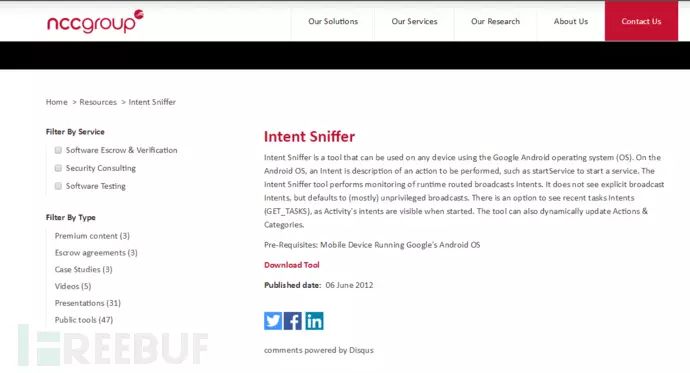 nccgroup
Our Solutions
Our Services
Our Research
About Us
Contact Us
Home > Resources > Intent Sniffer
Filter By Service
Software Escrow & Verification
Security Consulting
Software Testing
Filter By Type
Premium content (3)
Escrow agreements (3)
Case Studies (3)
Videos (5)
Presentations (31)
Public tools (47)
Intent Sniffer
Intent Sniffer is a tool that can be used on any device using the Google Android operating system (OS). On the
Android OS, an Intent is description of an action to be performed, such as startService to start a service. The
Intent Sniffer tool performs monitoring of runtime routed broadcasts Intents. It does not see explicit broadcast
Intents, but defaults to (mostly) unprivileged broadcasts. There is an option to see recent tasks Intents
(GET_TASKS), as Activity's intents are visible when started. The tool can also dynamically update Actions &
Categories.
Pre-Requisites: Mobile Device Running Google's Android OS
Download Tool
Published date: 06 June 2012
comments powered by Disqus
FREEBUF